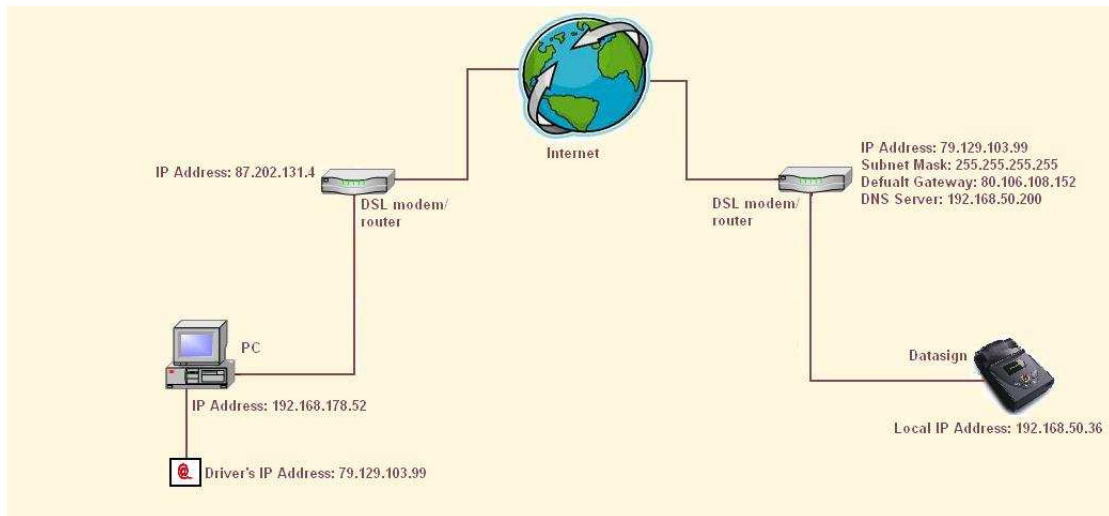 Internet
IP Address: 87.202.131.4
DSL modem/
router
DSL modem/
router
IP Address: 79.129.103.99
Subnet Mask: 255.255.255.255
Defualt Gateway: 80.106.108.152
DNS Server: 192.168.50.200
PC
IP Address: 192.168.178.52
Driver's IP Address: 79.129.103.99
Datasign
Local IP Address: 192.168.50.36